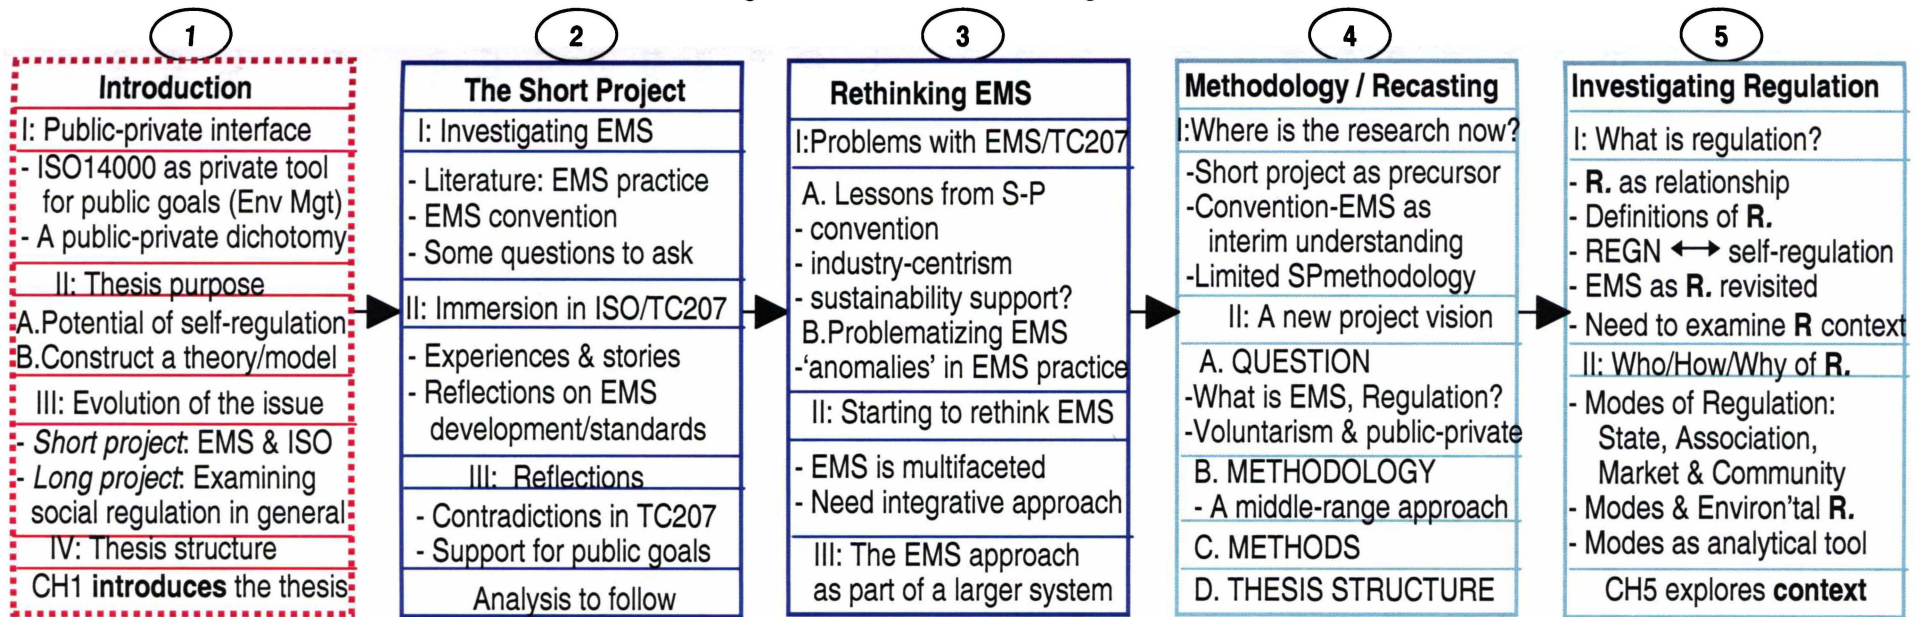 1
Introduction
I: Public-private interface
- ISO14000 as private tool
for public goals (Env Mgt)
- A public-private dichotomy
II: Thesis purpose
A.Potential of self-regulation
B.Construct a theory/model
III: Evolution of the issue
- Short project: EMS & ISO
- Long project: Examining
social regulation in general
IV: Thesis structure
CH1 introduces the thesis
2
The Short Project
I: Investigating EMS
- Literature: EMS practice
- EMS convention
- Some questions to ask
II: Immersion in ISO/TC207
- Experiences & stories
- Reflections on EMS
development/standards
III: Reflections
- Contradictions in TC207
- Support for public goals
Analysis to follow
3
Rethinking EMS
I:Problems with EMS/TC207
A. Lessons from S-P
- convention
- industry-centrism
- sustainability support?
B.Problematizing EMS
-'anomalies' in EMS practice
II: Starting to rethink EMS
- EMS is multifaceted
- Need integrative approach
III: The EMS approach
as part of a larger system
4
Methodology / Recasting
I:Where is the research now?
-Short project as precursor
-Convention-EMS as
interim understanding
-Limited SPmethodology
II: A new project vision
A. QUESTION
-What is EMS, Regulation?
-Voluntarism & public-private
B. METHODOLOGY
- A middle-range approach
C. METHODS
D. THESIS STRUCTURE
5
Investigating Regulation
I: What is regulation?
- R. as relationship
- Definitions of R.
- REGN ↔ self-regulation
- EMS as R. revisited
- Need to examine R context
II: Who/How/Why of R.
- Modes of Regulation:
State, Association,
Market & Community
- Modes & Environ'tal R.
- Modes as analytical tool
CH5 explores context